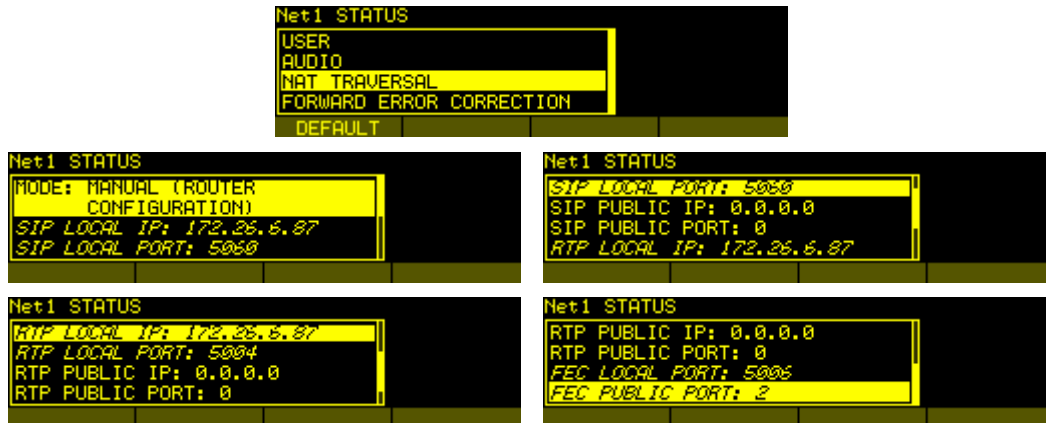 Net1 STATUS
USER
AUDIO
NAT TRAVERSAL
FORWARD ERROR CORRECTION
DEFAULT
Net1 STATUS
MODE: MANUAL (ROUTER
CONFIGURATION)
SIP LOCAL IP: 172.26.6.87
SIP LOCAL PORT: 5060
Net1 STATUS
SIP LOCAL PORT: 5060
SIP PUBLIC IP: 0.0.0.0
SIP PUBLIC PORT: 0
RTP LOCAL IP: 172.26.6.87
Net1 STATUS
RTP LOCAL IP: 172.26.6.87
RTP LOCAL PORT: 5004
RTP PUBLIC IP: 0.0.0.0
RTP PUBLIC PORT: 0
Net1 STATUS
RTP PUBLIC IP: 0.0.0.0
RTP PUBLIC PORT: 0
FEC LOCAL PORT: 5006
FEC PUBLIC PORT: 2